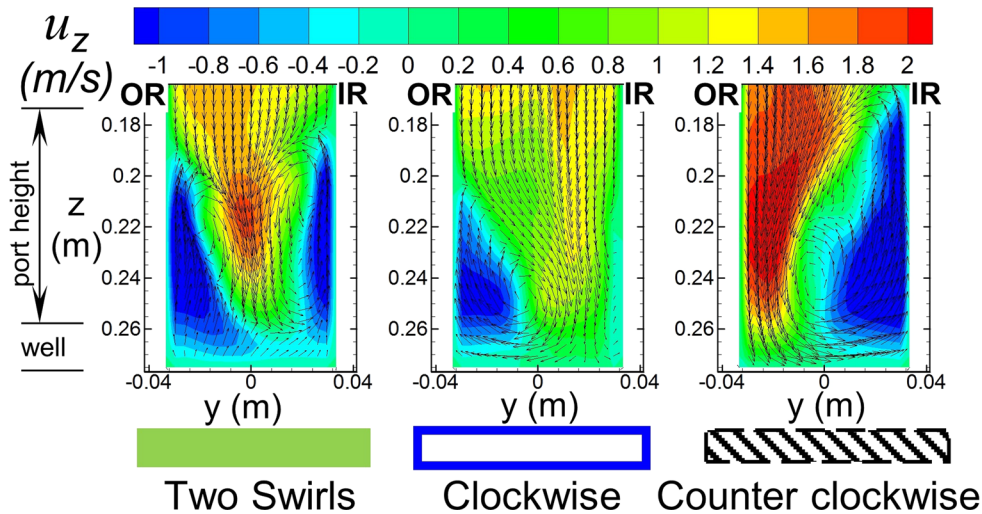 u_z
(m/s)
-1 -0.8 -0.6 -0.4 -0.2 0 0.2 0.4 0.6 0.8 1 1.2 1.4 1.6 1.8 2
OR IR OR IR OR IR
0.18 0.18 0.18
0.2 0.2 0.2
0.22 0.22 0.22
0.24 0.24 0.24
0.26 0.26 0.26
port height
z
(m)
well
-0.04 0 0.04 -0.04 0 0.04 -0.04 0 0.04
y (m) y (m) y (m)
Two Swirls Clockwise Counter clockwise